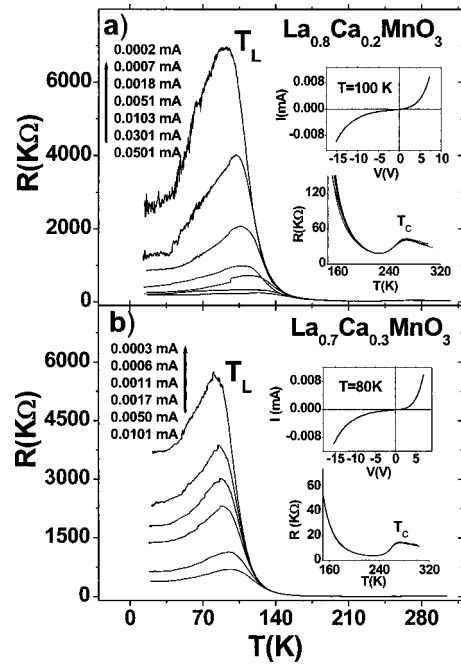 a)
T_L
La0.8Ca0.2MnO3
0.0002 mA
0.0007 mA
0.0018 mA
0.0051 mA
0.0103 mA
0.0301 mA
0.0501 mA
R(KΩ)
6000
4000
2000
0
T=100 K
I(mA)
0.008
0.000
-0.008
-15 -10 -5 0 5 10
V(V)
R(KΩ)
120
60
0
T_C
160 240 320
T(K)
b)
T_L
La0.7Ca0.3MnO3
0.0003 mA
0.0006 mA
0.0011 mA
0.0017 mA
0.0050 mA
0.0101 mA
R(KΩ)
6000
4500
3000
1500
0
T=80K
I (mA)
0.008
0.000
-0.008
-15 -10 -5 0 5
V(V)
R (KΩ)
60
40
20
0
T_C
160 240 320
T(K)
0 70 140 210 280
T(K)